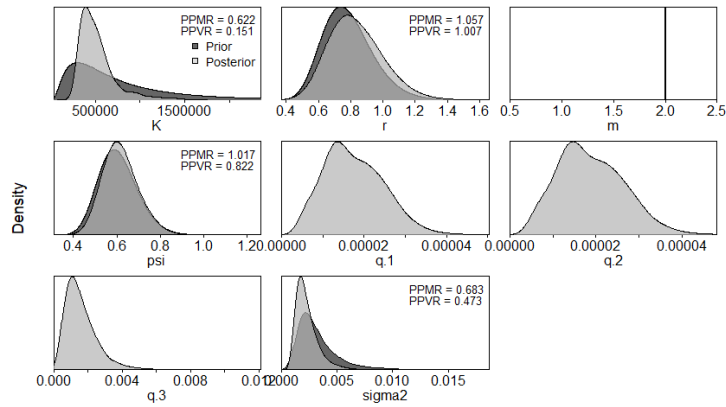 PPMR = 0.622
PPVR = 0.151
Prior
Posterior
500000 1500000
K
PPMR = 1.057
PPVR = 1.007
0.4 0.6 0.8 1.0 1.2 1.4 1.6
r
0.5 1.0 1.5 2.0 2.5
m
Density
PPMR = 1.017
PPVR = 0.822
0.4 0.6 0.8 1.0 1.2
psi
0.00000 0.00002 0.00004
q.1
0.00000 0.00002 0.00004
q.2
0.000 0.004 0.008 0.012
q.3
PPMR = 0.683
PPVR = 0.473
0.000 0.005 0.010 0.015
sigma2